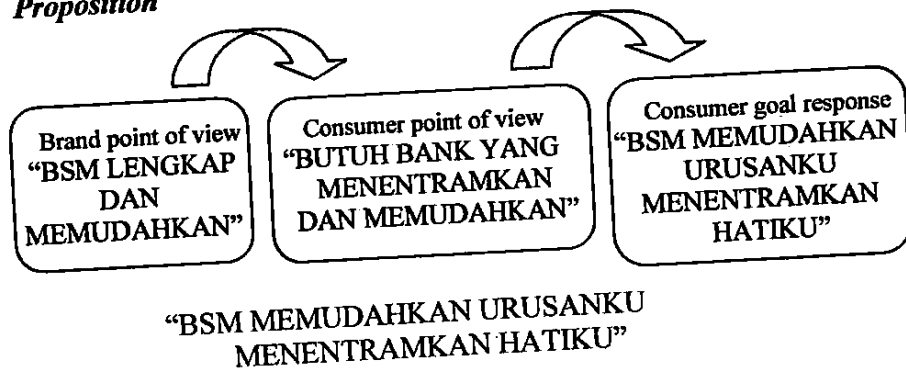 Proposition
Brand point of view
“BSM LENGKAP
DAN
MEMUDAHKAN”
Consumer point of view
“BUTUH BANK YANG
MENENTRAMKAN
DAN MEMUDAHKAN”
Consumer goal response
“BSM MEMUDAHKAN
URUSANKU
MENENTRAMKAN
HATIKU”
“BSM MEMUDAHKAN URUSANKU
MENENTRAMKAN HATIKU”